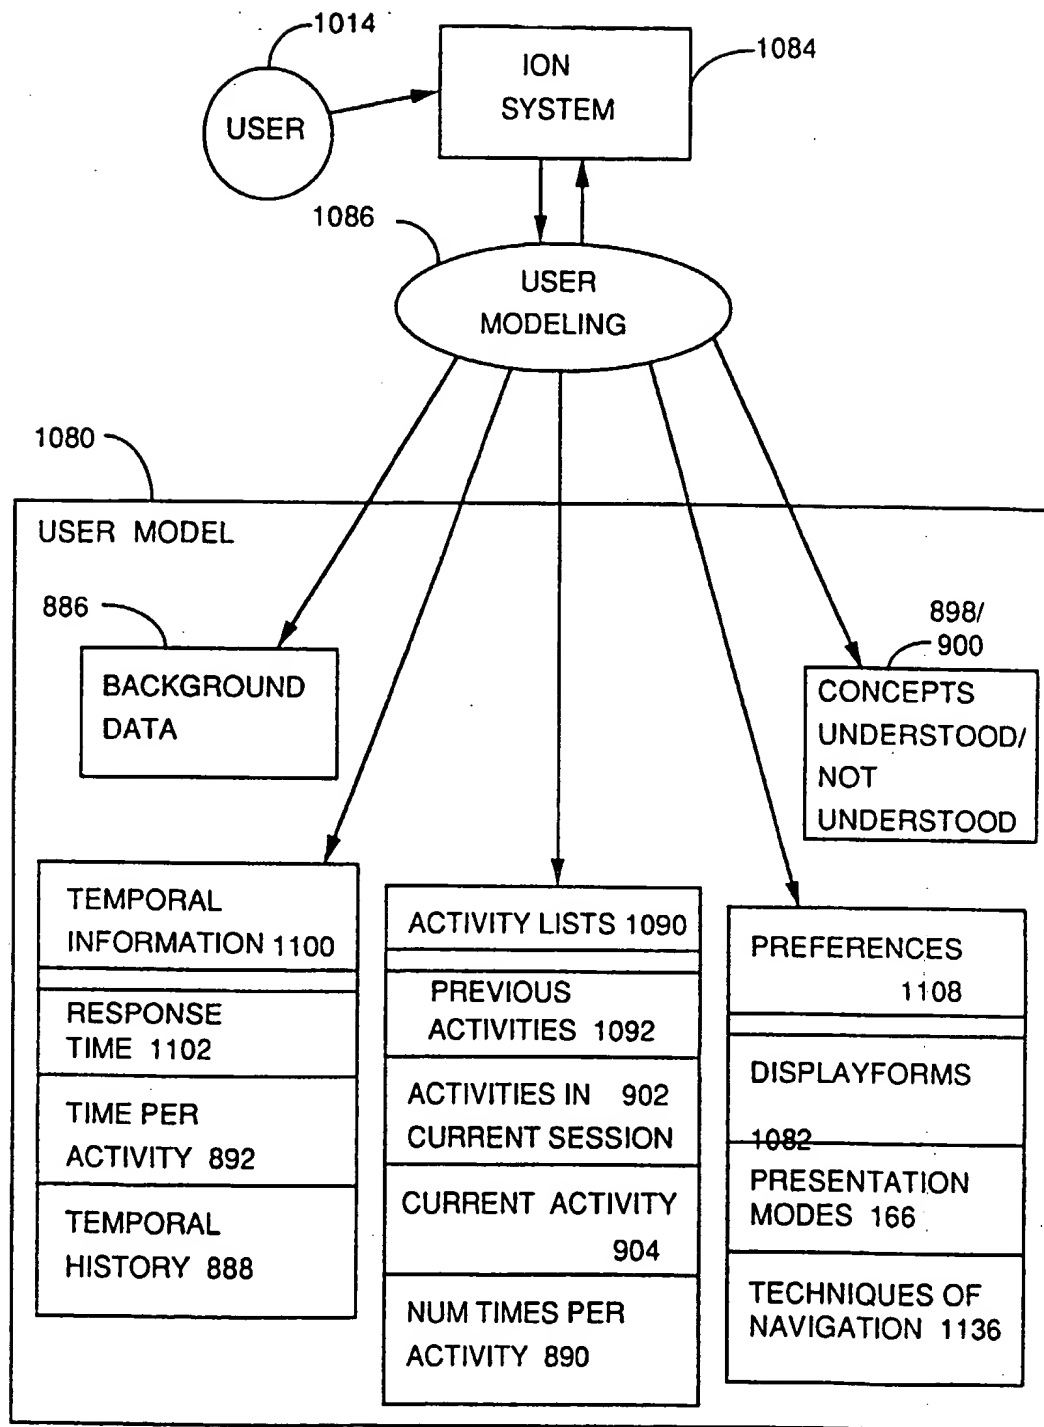 1014
USER
ION
SYSTEM
1084
1086
USER
MODELING
1080
USER MODEL
886
BACKGROUND
DATA
898/
900
CONCEPTS
UNDERSTOOD/
NOT
UNDERSTOOD
TEMPORAL
INFORMATION 1100
RESPONSE
TIME 1102
TIME PER
ACTIVITY 892
TEMPORAL
HISTORY 888
ACTIVITY LISTS 1090
PREVIOUS
ACTIVITIES 1092
ACTIVITIES IN 902
CURRENT SESSION
CURRENT ACTIVITY
904
NUM TIMES PER
ACTIVITY 890
PREFERENCES
1108
DISPLAYFORMS
1082
PRESENTATION
MODES 166
TECHNIQUES OF
NAVIGATION 1136